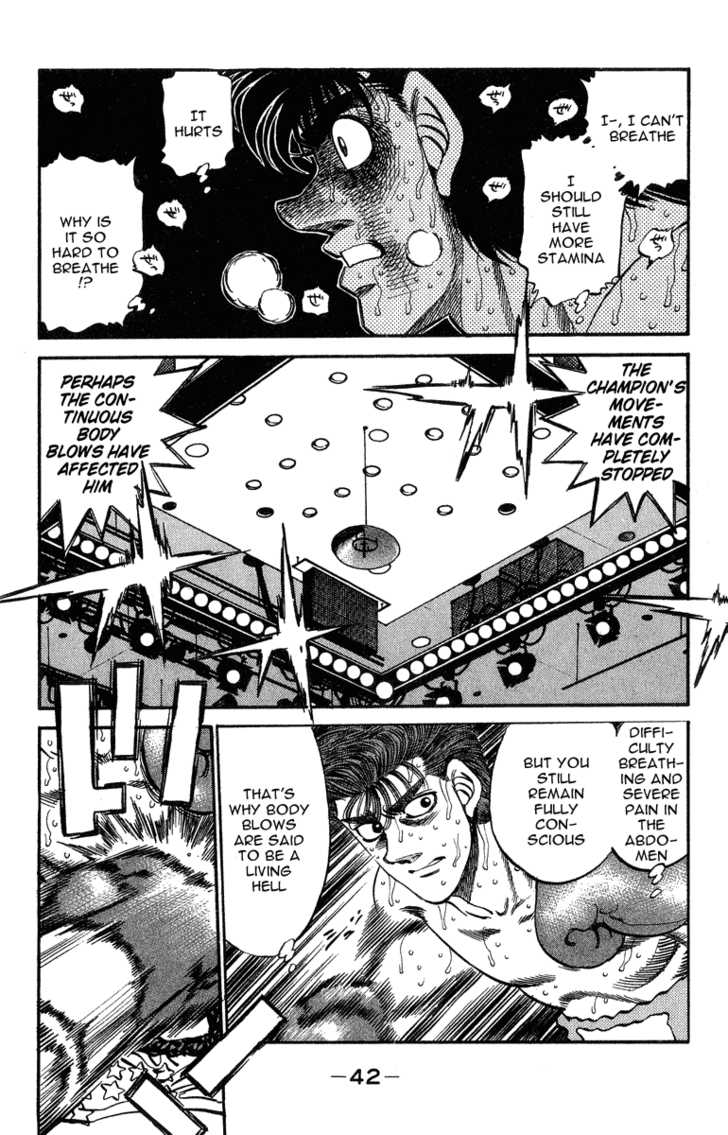 I-, I CAN'T
BREATHE
I
SHOULD
STILL
HAVE
MORE
STAMINA
IT
HURTS
WHY IS
IT SO
HARD TO
BREATHE
!?
THE
CHAMPION'S
MOVE-
MENTS
HAVE COM-
PLETELY
STOPPED
PERHAPS
THE CON-
TINUOUS
BODY
BLOWS HAVE
AFFECTED
HIM
DIFFI-
CULTY
BREATH-
ING AND
SEVERE
PAIN IN
THE
ABDO-
MEN
BUT YOU
STILL
REMAIN
FULLY
CON-
SCIOUS
THAT'S
WHY BODY
BLOWS
ARE SAID
TO BE A
LIVING
HELL
-42-